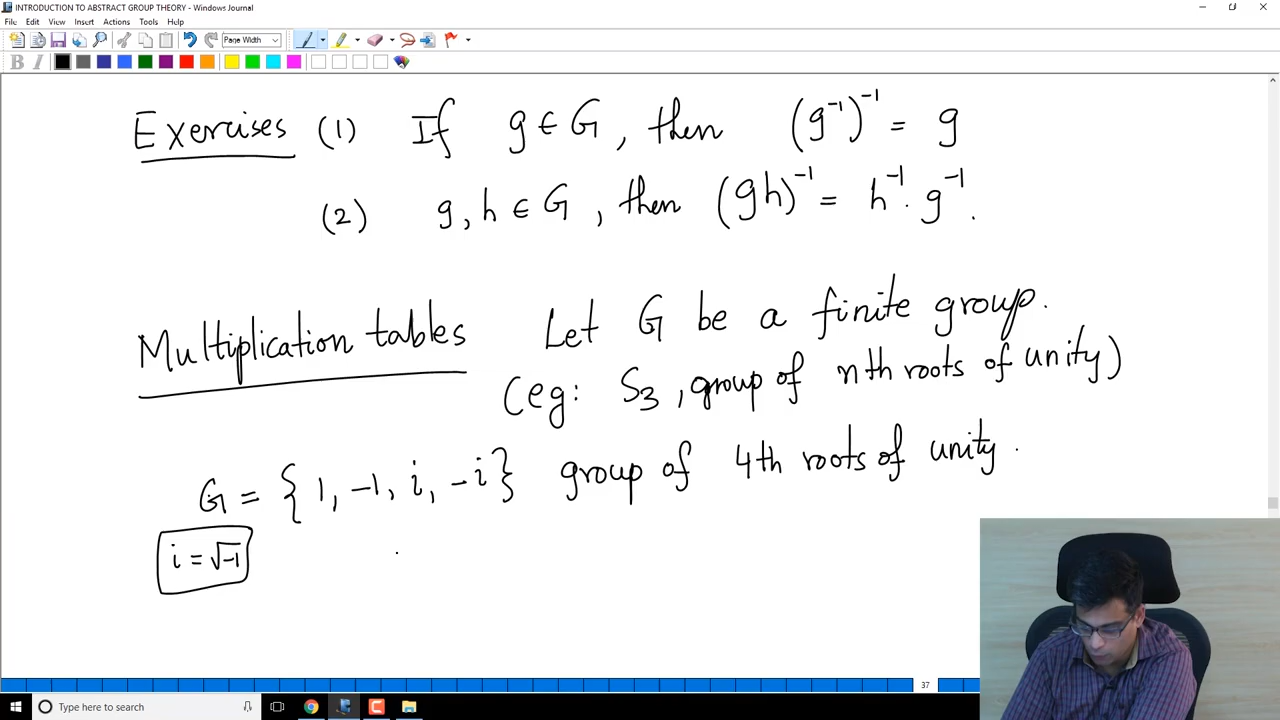 INTRODUCTION TO ABSTRACT GROUP THEORY - Windows Journal
File Edit View Insert Actions Tools Help
Page Width
B I
Exercises (1) If g ∈ G, then (g⁻¹)⁻¹ = g
(2) g, h ∈ G, then (gh)⁻¹ = h⁻¹ · g⁻¹.
Multiplication tables Let G be a finite group.
(eg: S₃, group of nth roots of unity)
G = {1, -1, i, -i} group of 4th roots of unity.
i = √-1
37
Type here to search